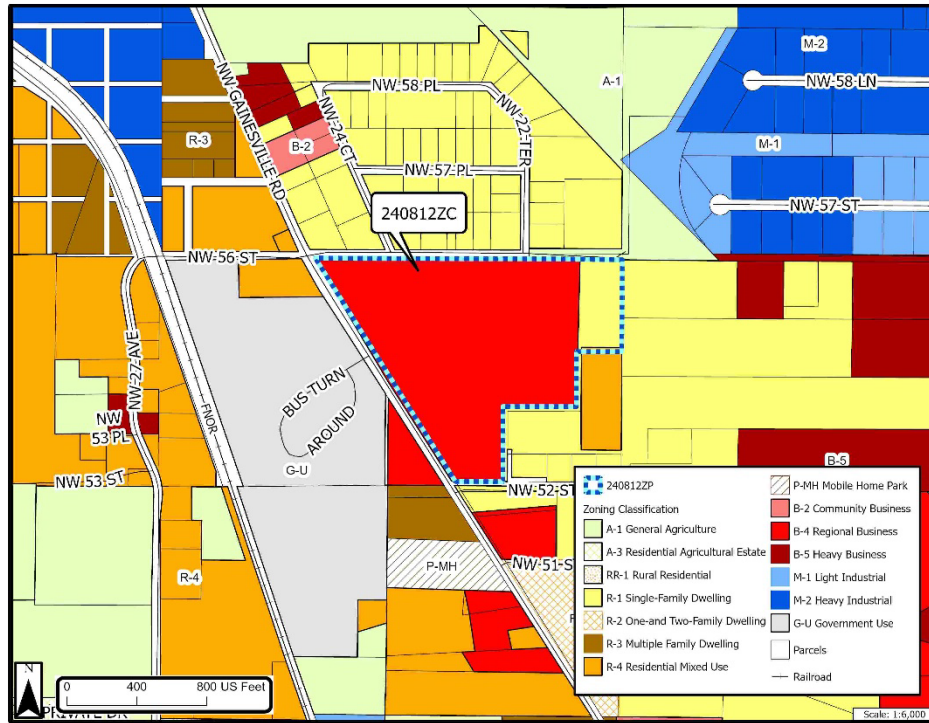 M-2
NW 58 LN
A-1
NW 58 PL
NW GAINESVILLE RD
NW 24 CT
NW 22 TER
R-3
B-2
M-1
NW 57 PL
NW 57 ST
240812ZC
NW 56 ST
NW 27 AVE
BUS TURN
AROUND
FNOR
NW
53 PL
G-U
NW 53 ST
B-5
NW 52 ST
R-4
P-MH
NW 51 S
240812ZP
Zoning Classification
A-1 General Agriculture
A-3 Residential Agricultural Estate
RR-1 Rural Residential
R-1 Single-Family Dwelling
R-2 One-and Two-Family Dwelling
R-3 Multiple Family Dwelling
R-4 Residential Mixed Use
P-MH Mobile Home Park
B-2 Community Business
B-4 Regional Business
B-5 Heavy Business
M-1 Light Industrial
M-2 Heavy Industrial
G-U Government Use
Parcels
Railroad
N
0 400 800 US Feet
PRIVATE DR
Scale: 1:6,000